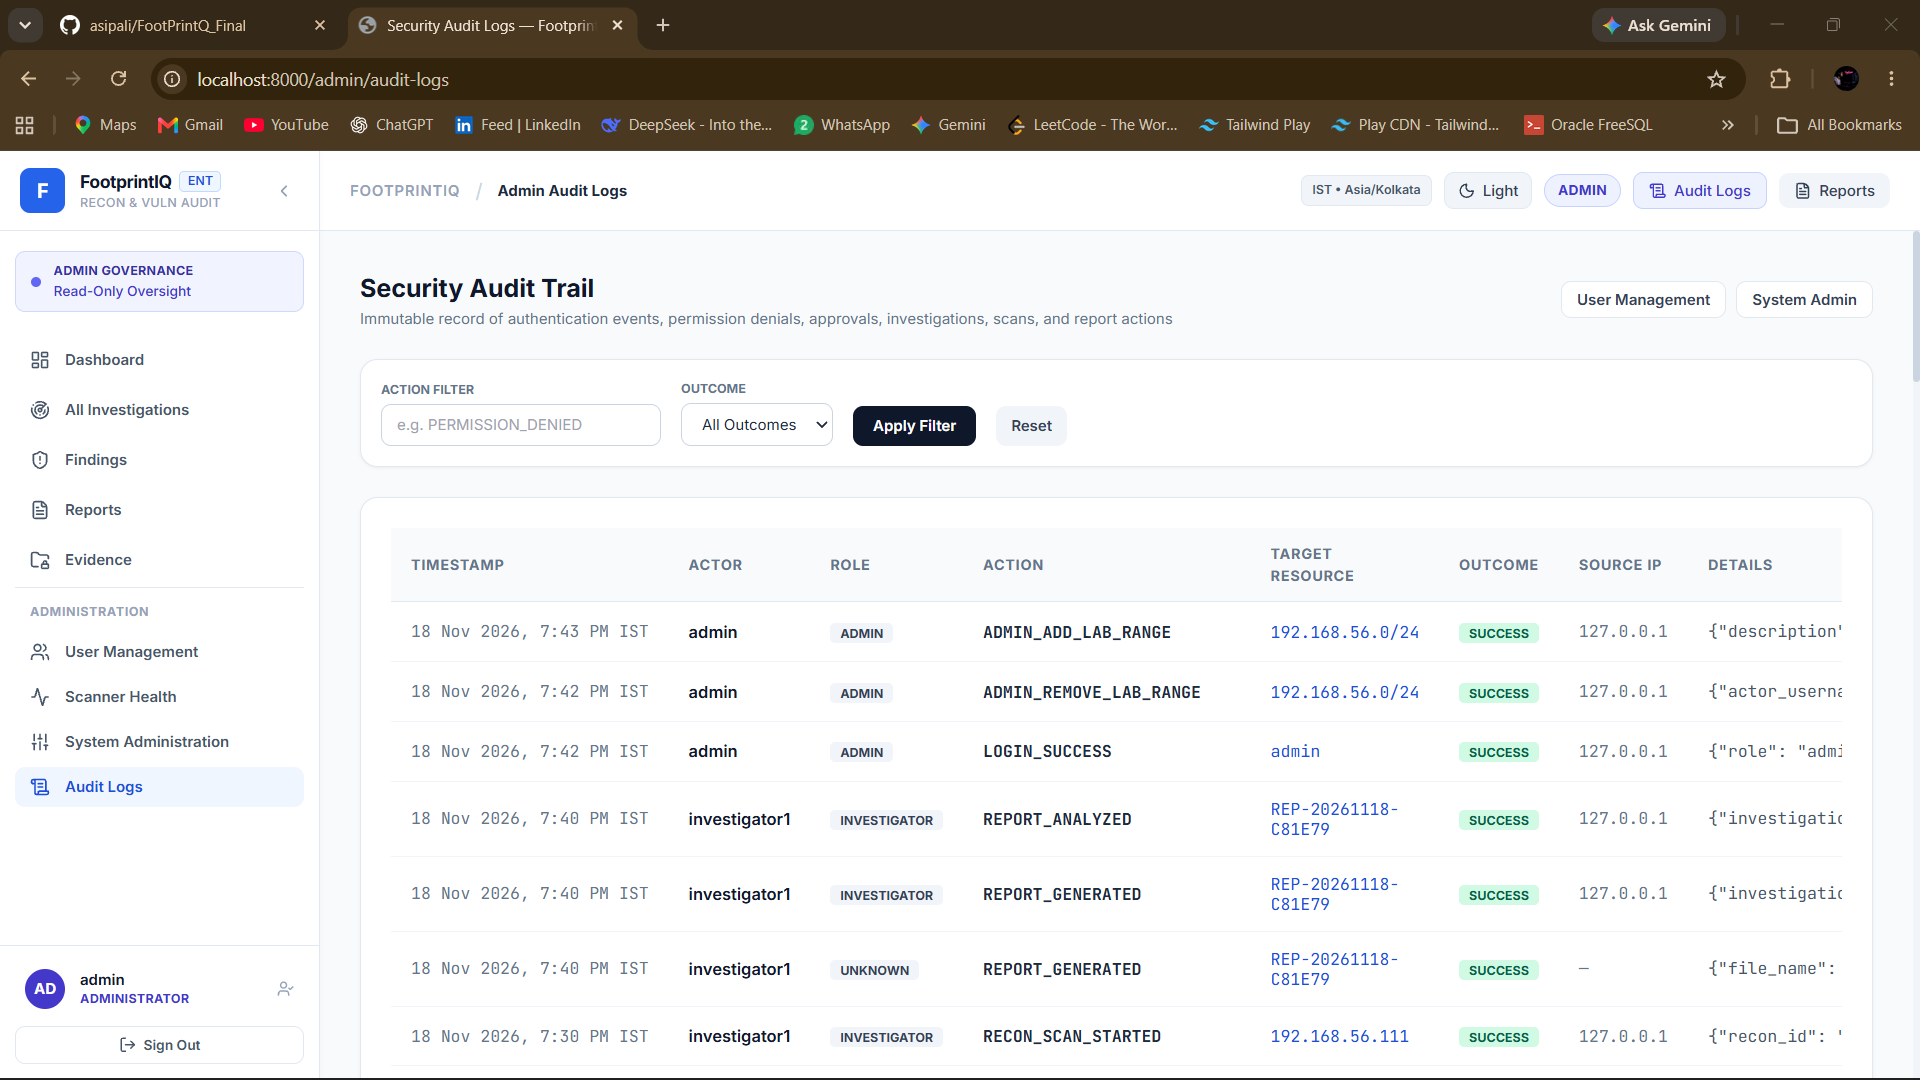 asipali/FootPrintQ_Final
Security Audit Logs — Footprin
Ask Gemini
localhost:8000/admin/audit-logs
Maps
Gmail
YouTube
ChatGPT
Feed | LinkedIn
DeepSeek - Into the...
2
WhatsApp
Gemini
LeetCode - The Wor...
Tailwind Play
Play CDN - Tailwind...
Oracle FreeSQL
All Bookmarks
F
FootprintIQ ENT
RECON & VULN AUDIT
FOOTPRINTIQ / Admin Audit Logs
IST • Asia/Kolkata
Light
ADMIN
Audit Logs
Reports
ADMIN GOVERNANCE
Read-Only Oversight
Dashboard
All Investigations
Findings
Reports
Evidence
ADMINISTRATION
User Management
Scanner Health
System Administration
Audit Logs
AD
admin
ADMINISTRATOR
Sign Out
Security Audit Trail
Immutable record of authentication events, permission denials, approvals, investigations, scans, and report actions
User Management
System Admin
ACTION FILTER
e.g. PERMISSION_DENIED
OUTCOME
All Outcomes
Apply Filter
Reset
TIMESTAMP ACTOR ROLE ACTION TARGET RESOURCE OUTCOME SOURCE IP DETAILS
18 Nov 2026, 7:43 PM IST admin ADMIN ADMIN_ADD_LAB_RANGE 192.168.56.0/24 SUCCESS 127.0.0.1 {"description"
18 Nov 2026, 7:42 PM IST admin ADMIN ADMIN_REMOVE_LAB_RANGE 192.168.56.0/24 SUCCESS 127.0.0.1 {"actor_userna
18 Nov 2026, 7:42 PM IST admin ADMIN LOGIN_SUCCESS admin SUCCESS 127.0.0.1 {"role": "admi
18 Nov 2026, 7:40 PM IST investigator1 INVESTIGATOR REPORT_ANALYZED REP-20261118-C81E79 SUCCESS 127.0.0.1 {"investigatio
18 Nov 2026, 7:40 PM IST investigator1 INVESTIGATOR REPORT_GENERATED REP-20261118-C81E79 SUCCESS 127.0.0.1 {"investigatio
18 Nov 2026, 7:40 PM IST investigator1 UNKNOWN REPORT_GENERATED REP-20261118-C81E79 SUCCESS — {"file_name":
18 Nov 2026, 7:30 PM IST investigator1 INVESTIGATOR RECON_SCAN_STARTED 192.168.56.111 SUCCESS 127.0.0.1 {"recon_id": "